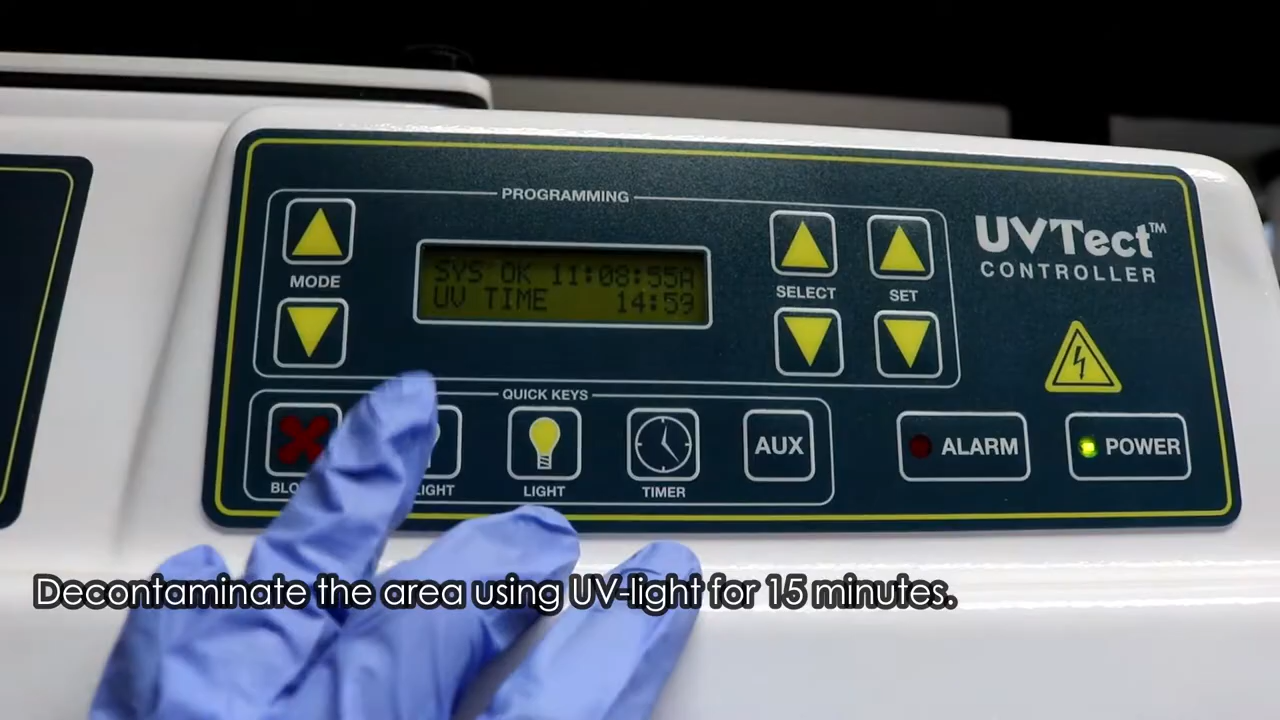 PROGRAMMING
MODE
SYS OK 11:08:55A
UV TIME 14:59
SELECT
SET
UVTect™
CONTROLLER
QUICK KEYS
AUX
ALARM
POWER
LIGHT
TIMER
Decontaminate the area using UV-light for 15 minutes.